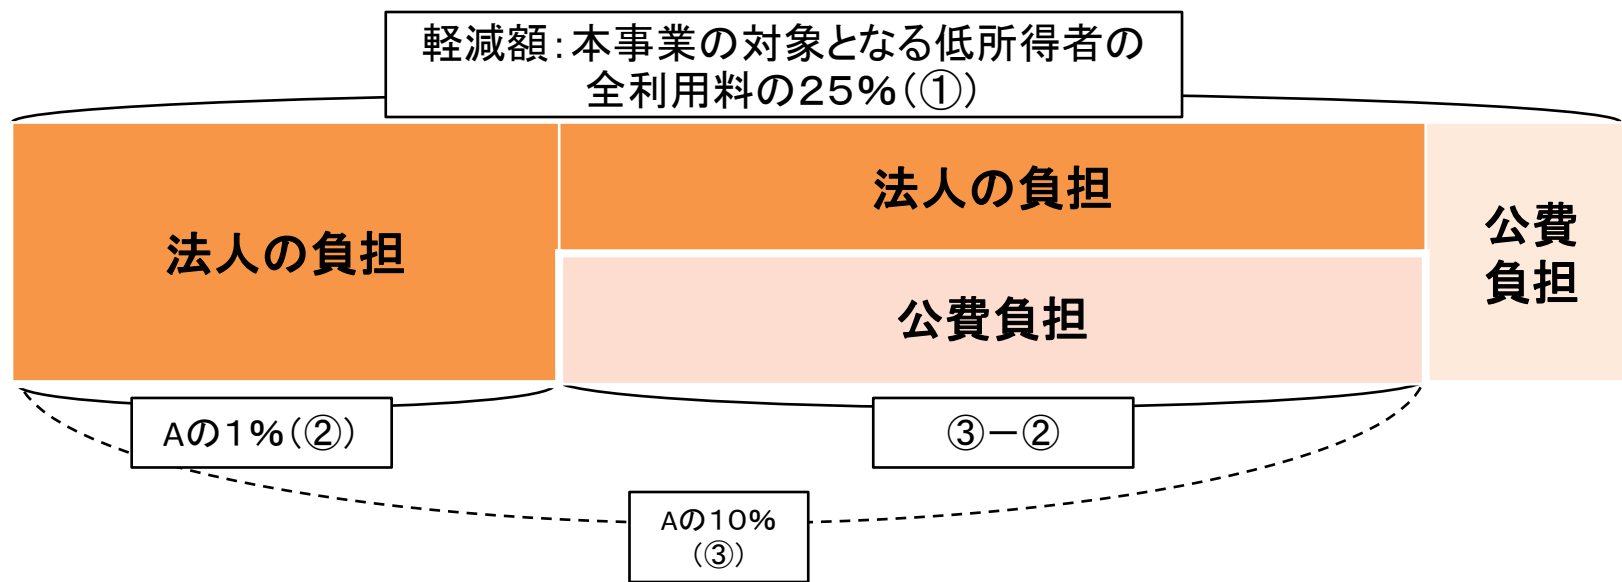 軽減額：本事業の対象となる低所得者の
全利用料の２５％（①）
法人の負担
法人の負担
公費負担
公費
負担
Aの１％（②）
③－②
Aの１０％
（③）